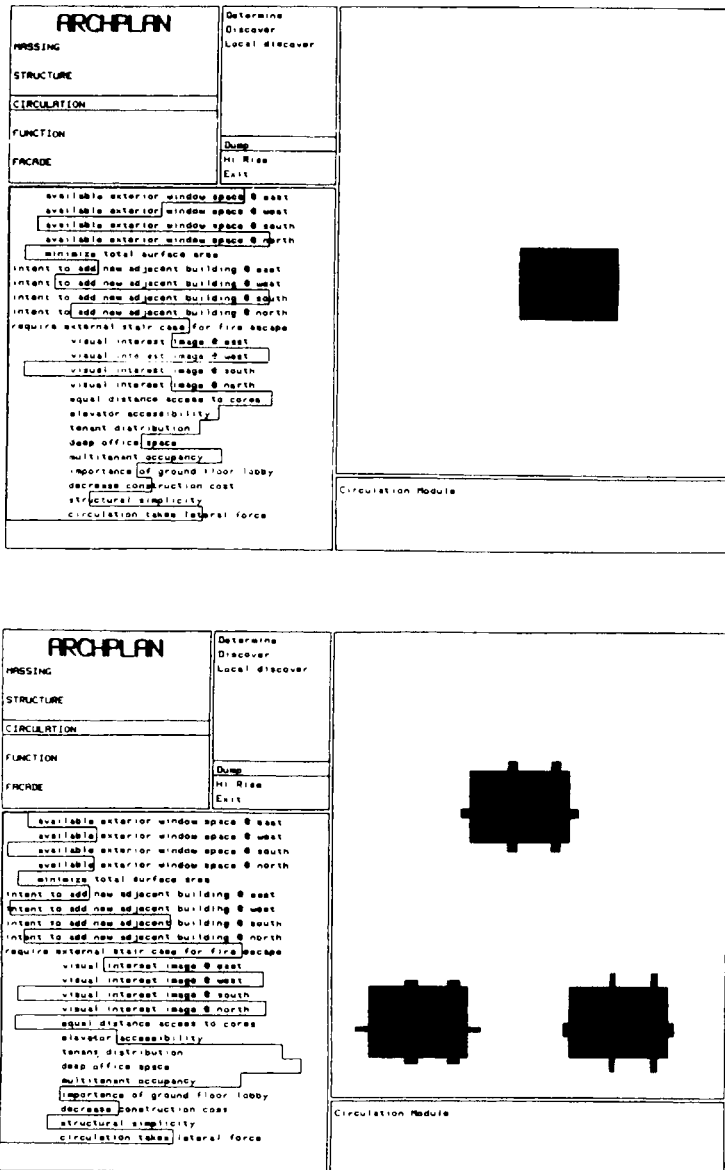 ARCHPLAN
MASSING
STRUCTURE
CIRCULATION
FUNCTION
FACADE
Determine
Discover
Local discover
Dump
Hi Rise
Exit
available exterior window space @ east
available exterior window space @ west
available exterior window space @ south
available exterior window space @ north
minimize total surface area
intent to add new adjacent building @ east
intent to add new adjacent building @ west
intent to add new adjacent building @ south
intent to add new adjacent building @ north
require external stair case for fire escape
visual interest image @ east
visual image @ west
visual interest image @ south
visual interest image @ north
equal distance access to cores
elevator accessibility
tenant distribution
deep office space
multitenant occupancy
importance of ground floor lobby
decrease construction cost
structural simplicity
circulation takes lateral force
Circulation Module
ARCHPLAN
MASSING
STRUCTURE
CIRCULATION
FUNCTION
FACADE
Determine
Discover
Local discover
Dump
Hi Rise
Exit
available exterior window space @ east
available exterior window space @ west
available exterior window space @ south
available exterior window space @ north
minimize total surface area
intent to add new adjacent building @ east
intent to add new adjacent building @ west
intent to add new adjacent building @ south
intent to add new adjacent building @ north
require external stair case for fire escape
visual interest image @ east
visual interest image @ west
visual interest image @ south
visual interest image @ north
equal distance access to cores
elevator accessibility
tenant distribution
deep office space
multitenant occupancy
importance of ground floor lobby
decrease construction cost
structural simplicity
circulation takes lateral force
Circulation Module